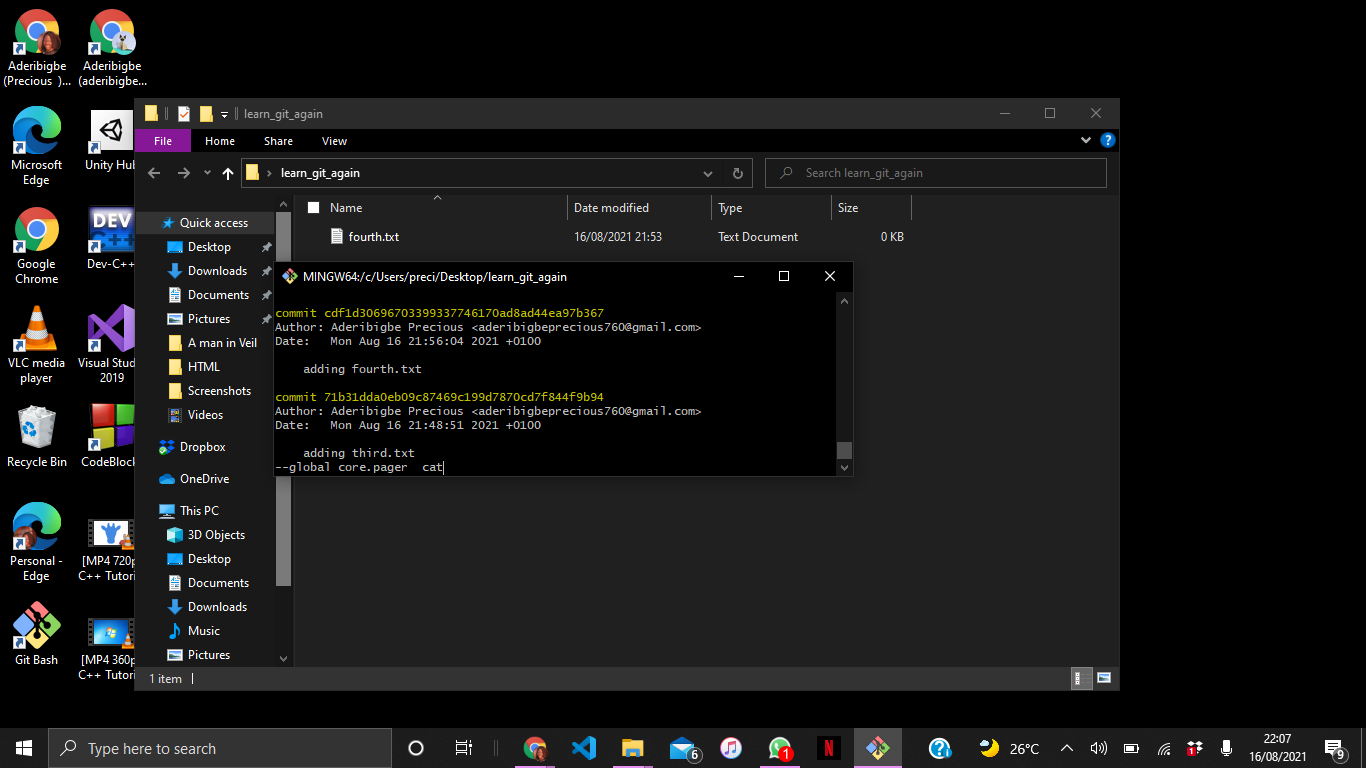 Aderibigbe
(Precious )...
Aderibigbe
(aderibigbe...
Microsoft
Edge
Unity Hub
Google
Chrome
DEV
Dev-C++
VLC media
player
Visual Studi
2019
Recycle Bin
CodeBlock
Personal -
Edge
[MP4 720p
C++ Tutori
Git Bash
[MP4 360p
C++ Tutori
learn_git_again
File
Home
Share
View
learn_git_again
Search learn_git_again
Name
Date modified
Type
Size
fourth.txt
16/08/2021 21:53
Text Document
0 KB
Quick access
Desktop
Downloads
Documents
Pictures
A man in Veil
HTML
Screenshots
Videos
Dropbox
OneDrive
This PC
3D Objects
Desktop
Documents
Downloads
Music
Pictures
1 item
MINGW64:/c/Users/preci/Desktop/learn_git_again
commit cdf1d30696703399337746170ad8ad44ea97b367
Author: Aderibigbe Precious <aderibigbeprecious760@gmail.com>
Date:   Mon Aug 16 21:56:04 2021 +0100
adding fourth.txt
commit 71b31dda0eb09c87469c199d7870cd7f844f9b94
Author: Aderibigbe Precious <aderibigbeprecious760@gmail.com>
Date:   Mon Aug 16 21:48:51 2021 +0100
adding third.txt
--global core.pager  cat
Type here to search
6
1
N
26°C
1
22:07
16/08/2021
9